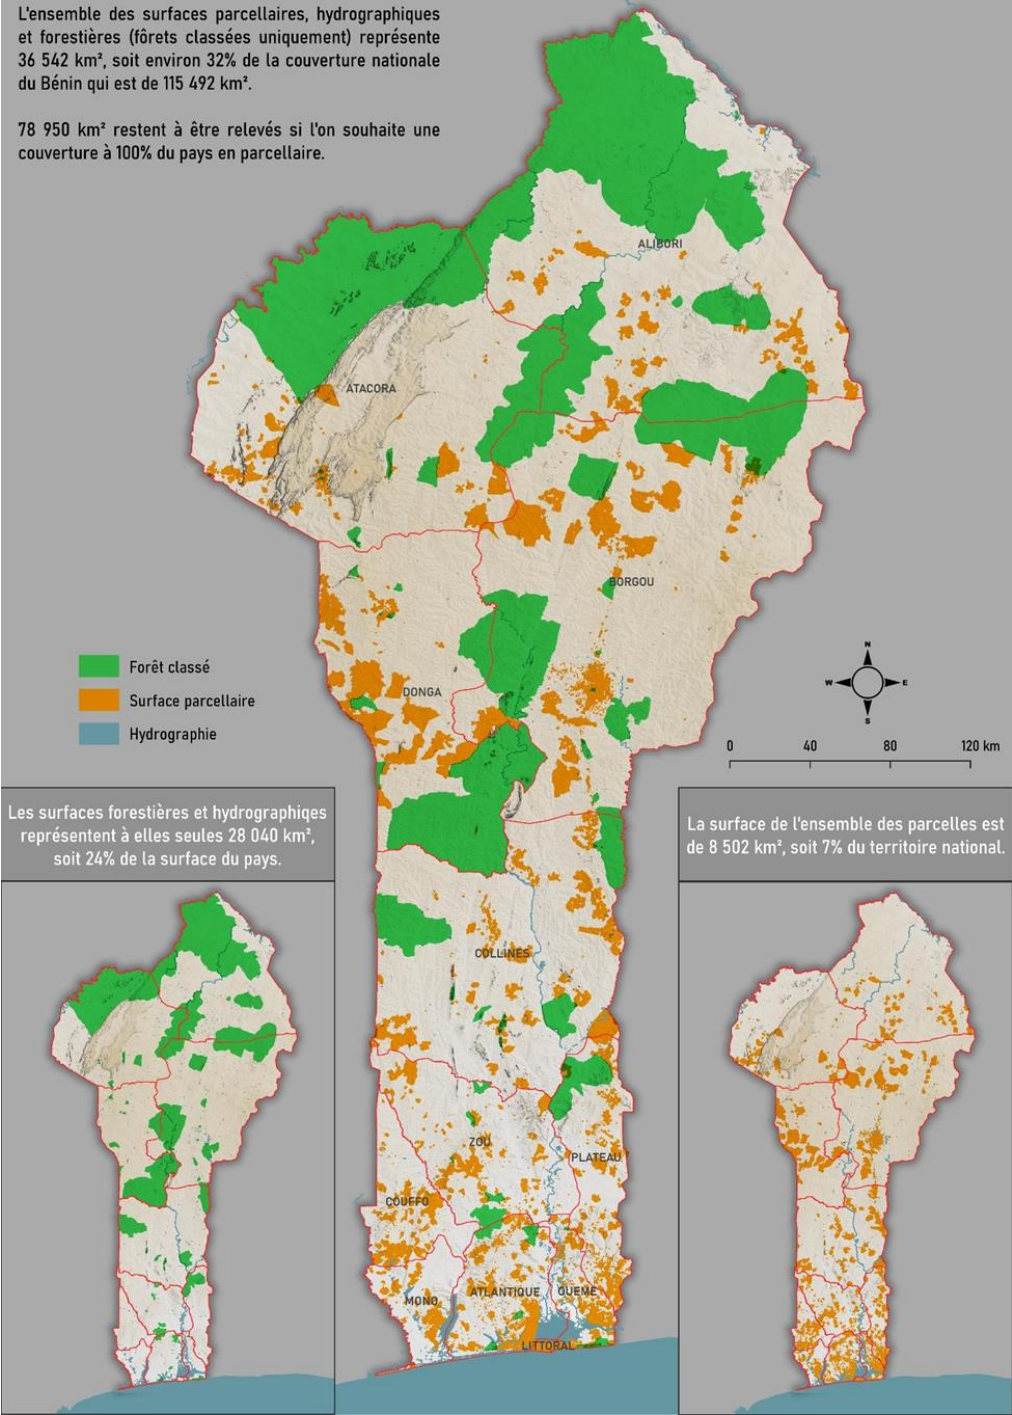 L'ensemble des surfaces parcellaires, hydrographiques
et forestières (fôrets classées uniquement) représente
36 542 km², soit environ 32% de la couverture nationale
du Bénin qui est de 115 492 km².
78 950 km² restent à être relevés si l'on souhaite une
couverture à 100% du pays en parcellaire.
ALIBORI
ATACORA
BORGOU
Forêt classé
Surface parcellaire
Hydrographie
DONGA
N
W
E
S
0 40 80 120 km
Les surfaces forestières et hydrographiqes
représentent à elles seules 28 040 km²,
soit 24% de la surface du pays.
La surface de l'ensemble des parcelles est
de 8 502 km², soit 7% du territoire national.
COLLINES
ZOU
PLATEAU
COUFFO
MONO
ATLANTIQUE
OUEME
LITTORAL